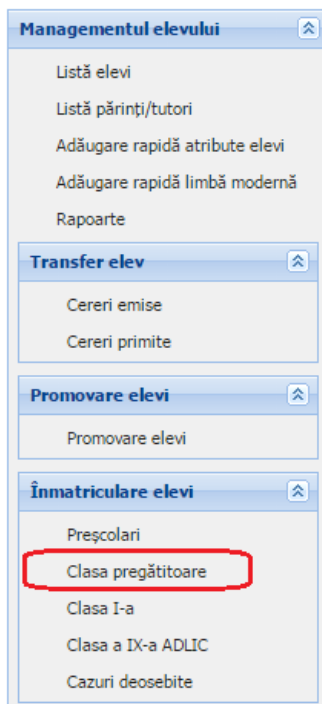 Managementul elevului
Listă elevi
Listă părinți/tutori
Adăugare rapidă atribute elevi
Adăugare rapidă limbă modernă
Rapoarte
Transfer elev
Cereri emise
Cereri primite
Promovare elevi
Promovare elevi
Înmatriculare elevi
Preșcolari
Clasa pregătitoare
Clasa I-a
Clasa a IX-a ADLIC
Cazuri deosebite